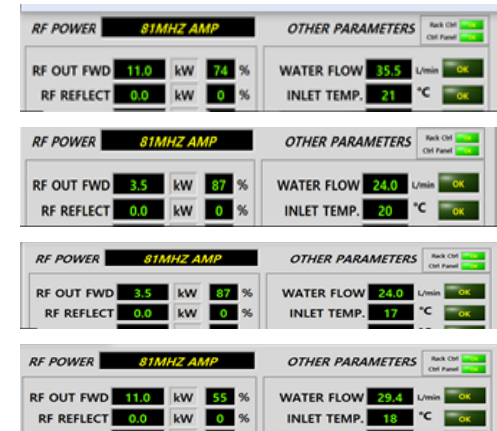 RF POWER 81MHZ AMP OTHER PARAMETERS Rack Ctrl
Ctrl Panel
RF OUT FWD 11.0 kW 74 % WATER FLOW 35.5 L/min OK
RF REFLECT 0.0 kW 0 % INLET TEMP. 21 °C OK
RF POWER 81MHZ AMP OTHER PARAMETERS Rack Ctrl
Ctrl Panel
RF OUT FWD 3.5 kW 87 % WATER FLOW 24.0 L/min OK
RF REFLECT 0.0 kW 0 % INLET TEMP. 20 °C OK
RF POWER 81MHZ AMP OTHER PARAMETERS Rack Ctrl
Ctrl Panel
RF OUT FWD 3.5 kW 87 % WATER FLOW 24.0 L/min OK
RF REFLECT 0.0 kW 0 % INLET TEMP. 17 °C OK
RF POWER 81MHZ AMP OTHER PARAMETERS Rack Ctrl
Ctrl Panel
RF OUT FWD 11.0 kW 55 % WATER FLOW 29.4 L/min OK
RF REFLECT 0.0 kW 0 % INLET TEMP. 18 °C OK